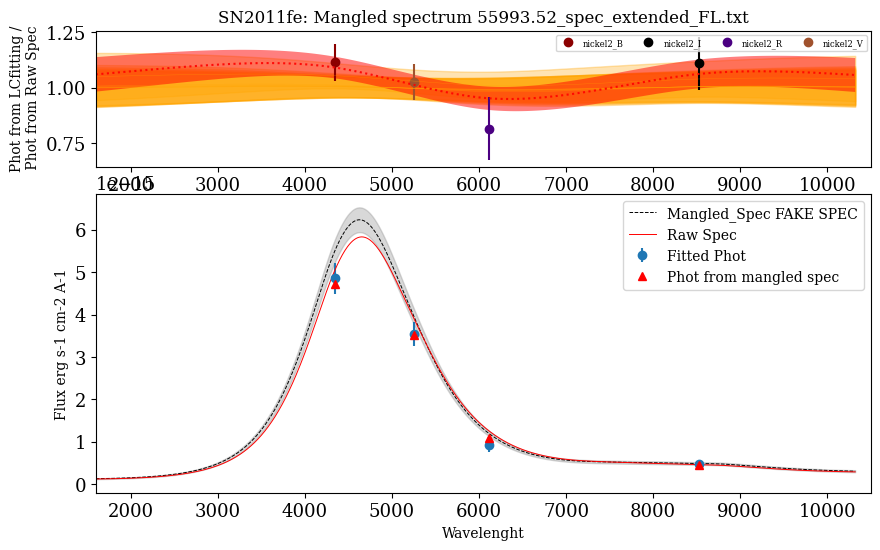 SN2011fe: Mangled spectrum 55993.52_spec_extended_FL.txt
Phot from LCfitting /
Phot from Raw Spec
1.25
1.00
0.75
nickel2_B nickel2_I nickel2_R nickel2_V
2000 3000 4000 5000 6000 7000 8000 9000 10000
1e−15
Flux erg s-1 cm-2 A-1
6
5
4
3
2
1
0
Mangled_Spec FAKE SPEC
Raw Spec
Fitted Phot
Phot from mangled spec
2000 3000 4000 5000 6000 7000 8000 9000 10000
Wavelenght